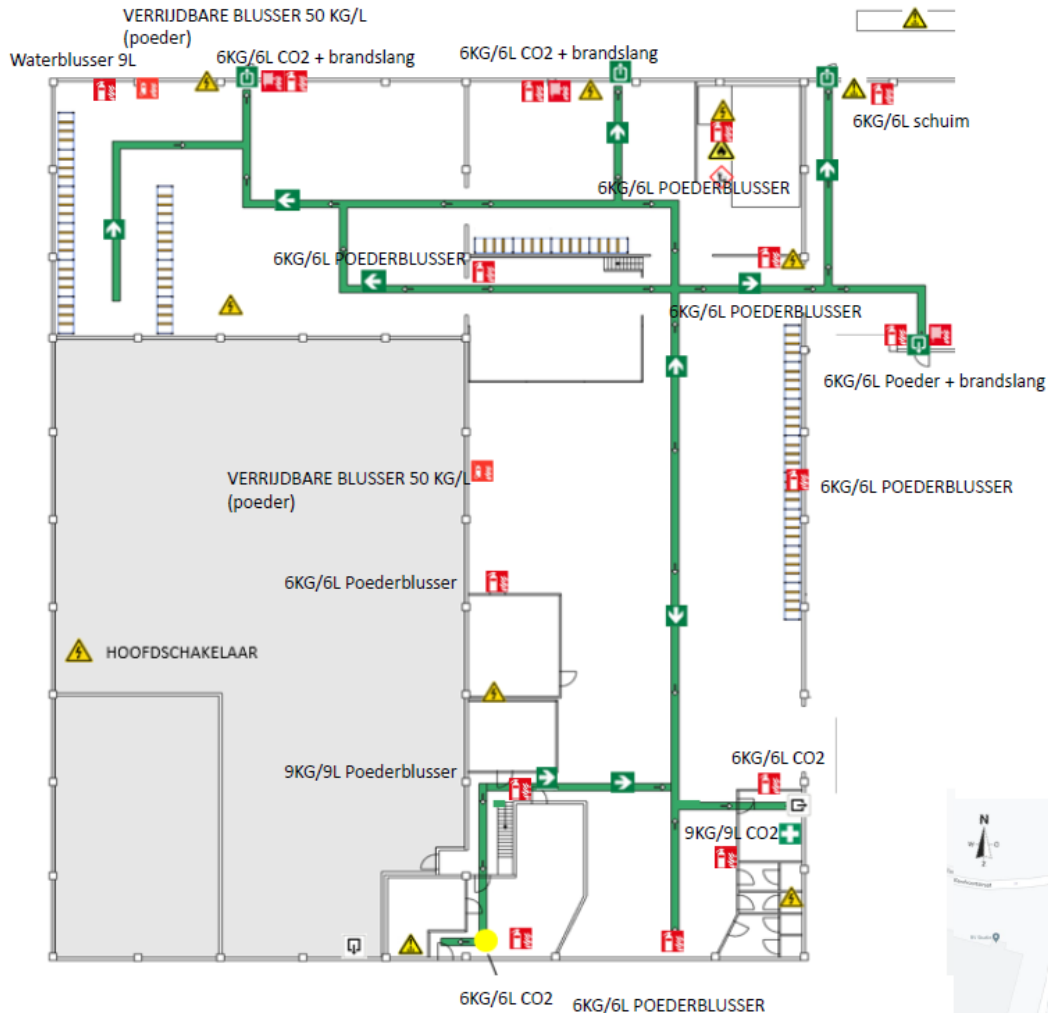 VERRIJDBARE BLUSSER 50 KG/L
(poeder)
Waterblusser 9L
6KG/6L CO2 + brandslang
6KG/6L CO2 + brandslang
6KG/6L schuim
6KG/6L POEDERBLUSSER
6KG/6L POEDERBLUSSER
6KG/6L POEDERBLUSSER
6KG/6L Poeder + brandslang
VERRIJDBARE BLUSSER 50 KG/L
(poeder)
6KG/6L POEDERBLUSSER
6KG/6L Poederblusser
HOOFDSCHAKELAAR
6KG/6L CO2
9KG/9L Poederblusser
9KG/9L CO2
N
W
O
Z
6KG/6L CO2
6KG/6L POEDERBLUSSER